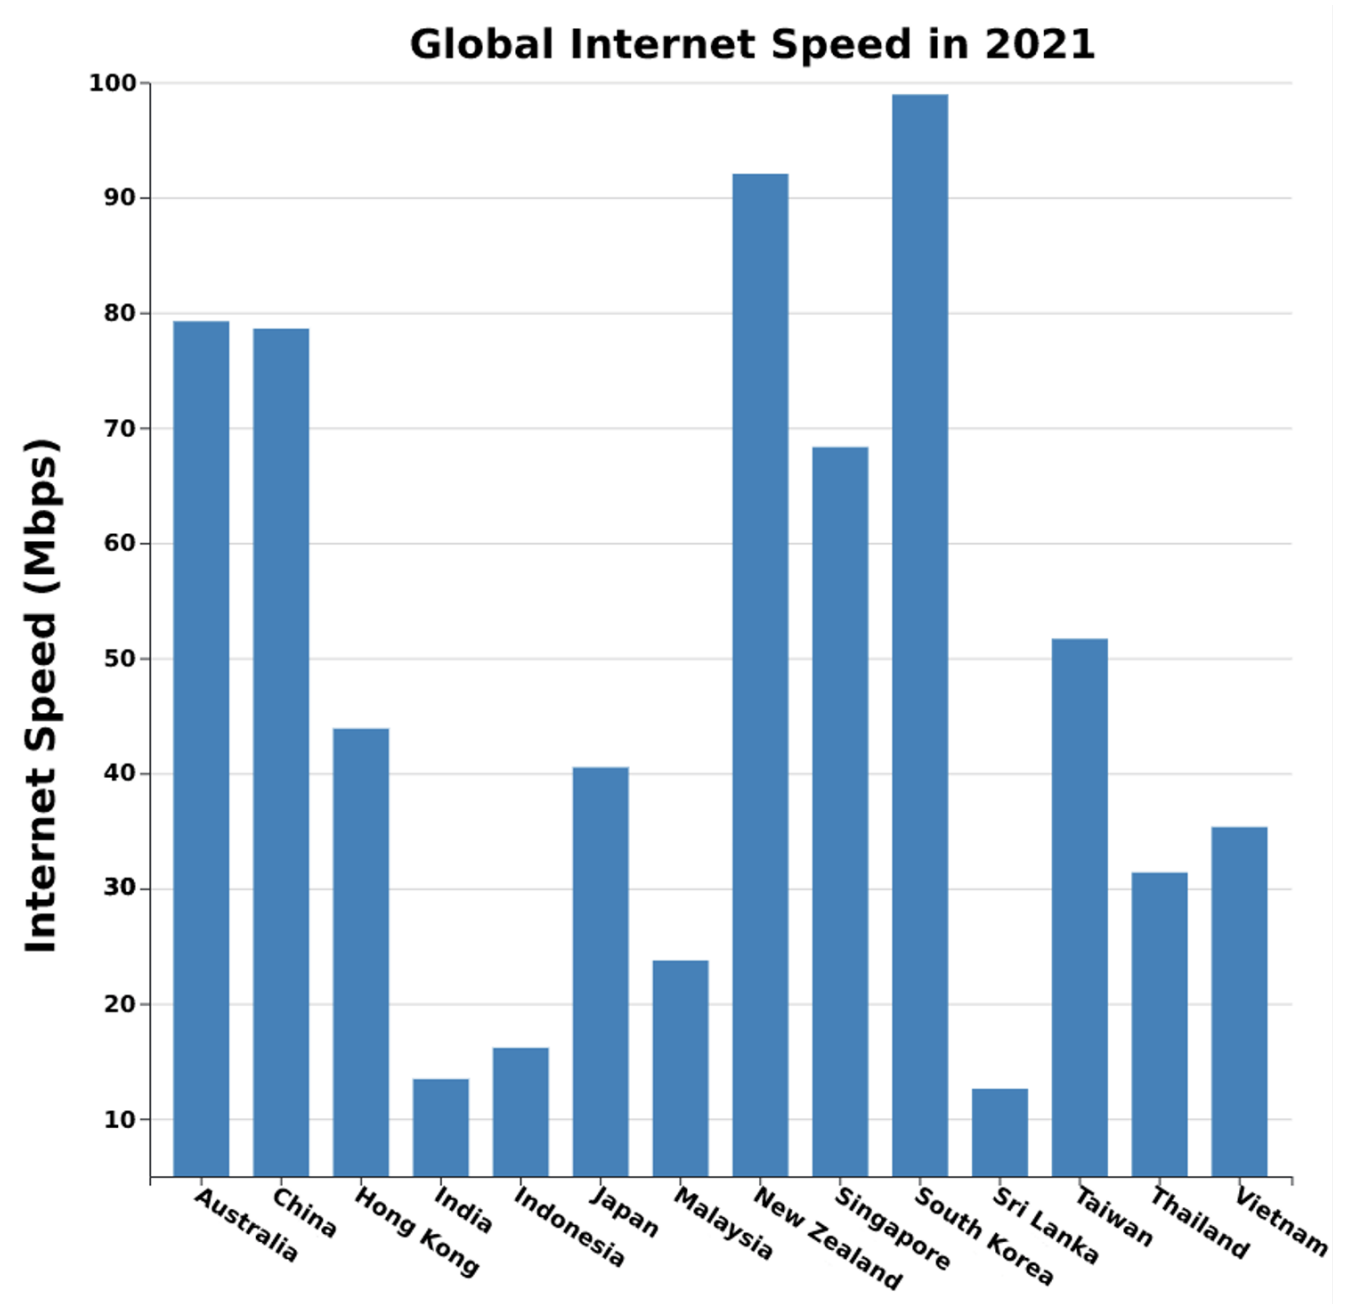 Global Internet Speed in 2021
Internet Speed (Mbps)
100
90
80
70
60
50
40
30
20
10
Australia
China
Hong Kong
India
Indonesia
Japan
Malaysia
New Zealand
Singapore
South Korea
Sri Lanka
Taiwan
Thailand
Vietnam